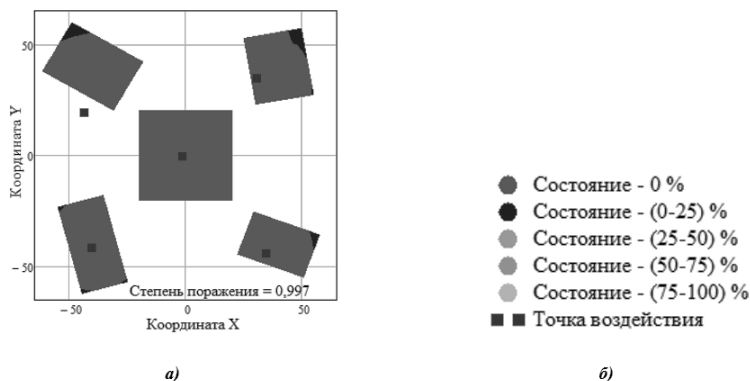 50
0
−50
Координата Y
Степень поражения = 0,997
−50
0
50
Координата X
Состояние - 0 %
Состояние - (0-25) %
Состояние - (25-50) %
Состояние - (50-75) %
Состояние - (75-100) %
Точка воздействия
а)
б)